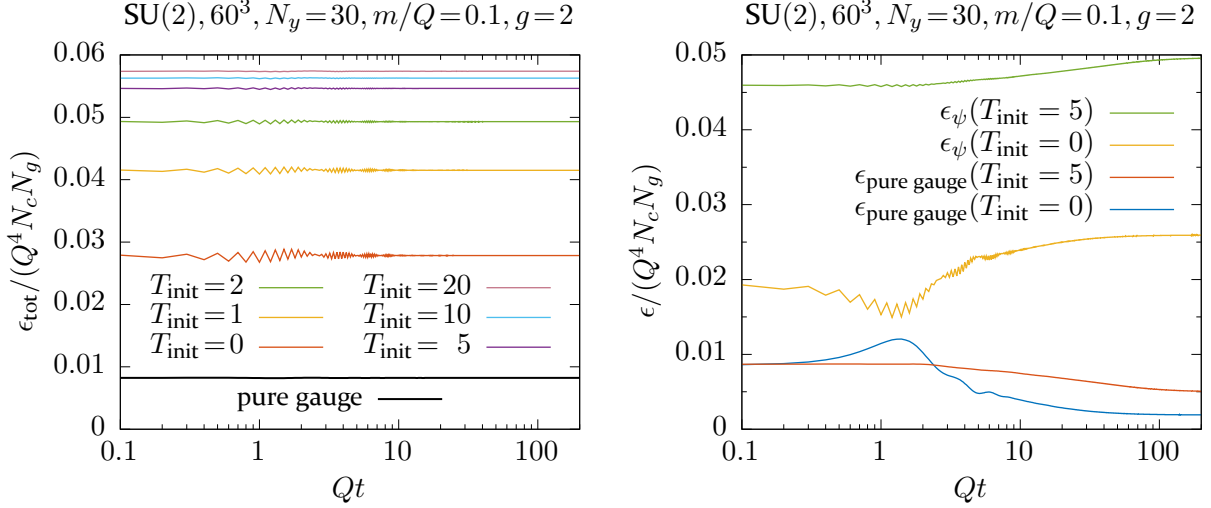 SU(2), 60³, N_y=30, m/Q=0.1, g=2
0.06
0.05
0.04
0.03
0.02
0.01
0
ϵ_tot/(Q⁴N_cN_g)
T_init=2
T_init=20
T_init=1
T_init=10
T_init=0
T_init= 5
pure gauge
0.1
1
10
100
Qt
SU(2), 60³, N_y=30, m/Q=0.1, g=2
0.05
0.04
0.03
0.02
0.01
0
ϵ/(Q⁴N_cN_g)
ϵ_ψ(T_init = 5)
ϵ_ψ(T_init = 0)
ϵ_pure gauge(T_init = 5)
ϵ_pure gauge(T_init = 0)
0.1
1
10
100
Qt